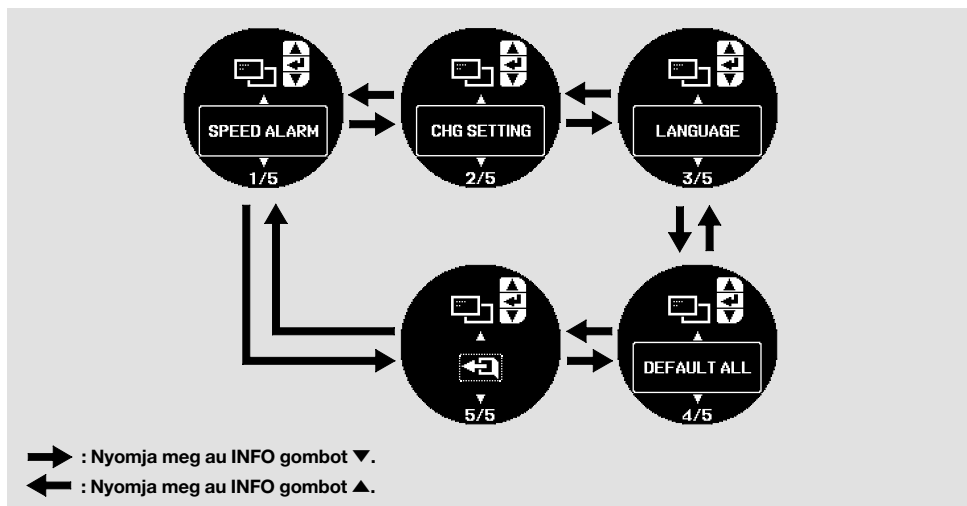 SPEED ALARM
1/5
CHG SETTING
2/5
LANGUAGE
3/5
5/5
DEFAULT ALL
4/5
: Nyomja meg au INFO gombot ▼.
: Nyomja meg au INFO gombot ▲.